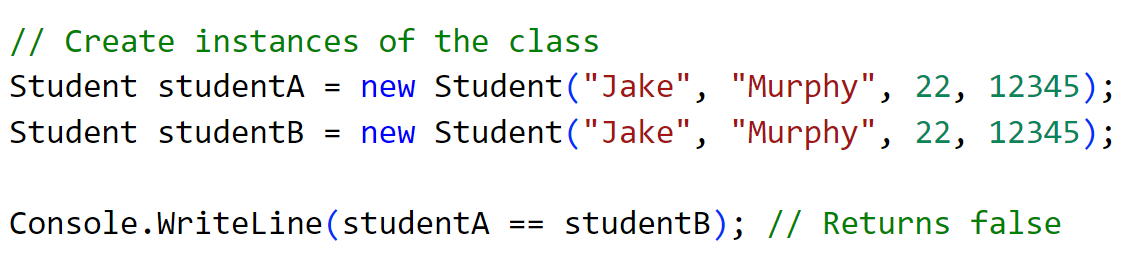 // Create instances of the class
Student studentA = new Student("Jake", "Murphy", 22, 12345);
Student studentB = new Student("Jake", "Murphy", 22, 12345);
Console.WriteLine(studentA == studentB); // Returns false